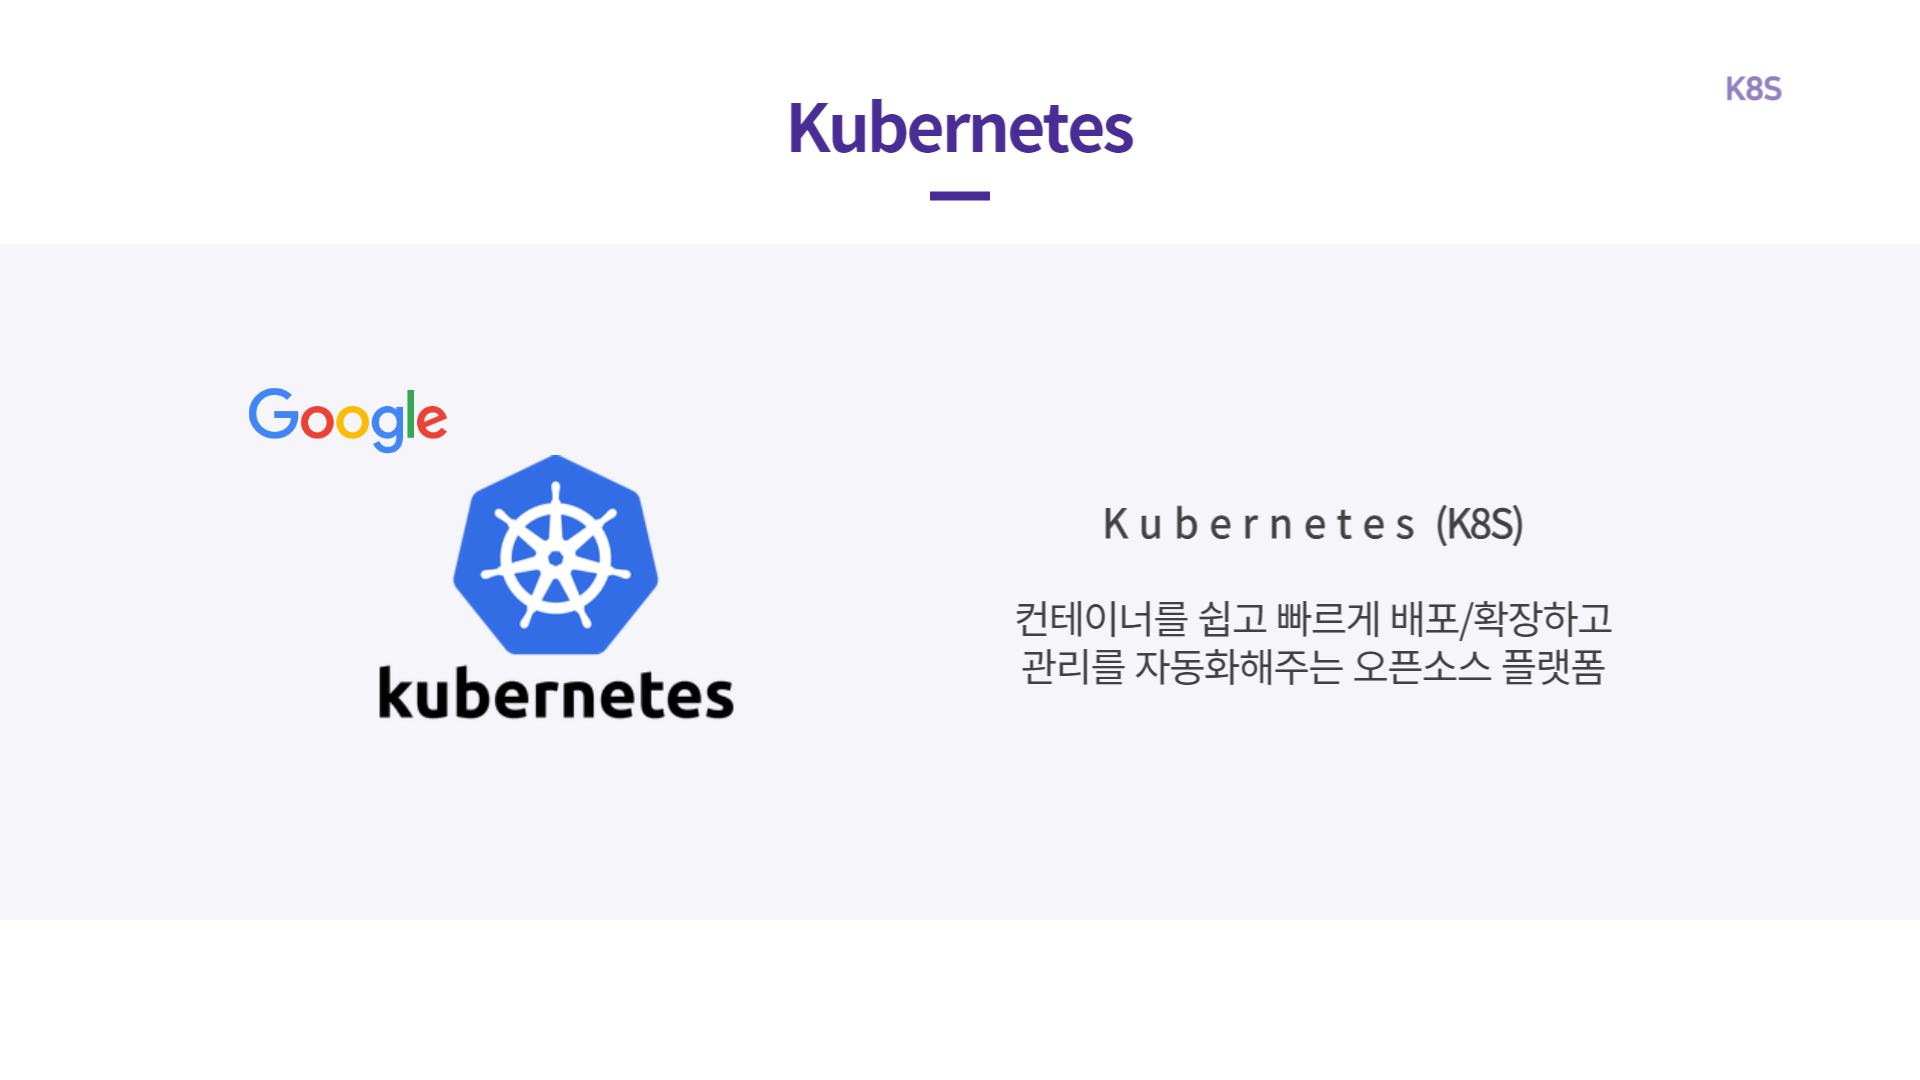 K8S
Kubernetes
Google
kubernetes
Kubernetes (K8S)
컨테이너를 쉽고 빠르게 배포/확장하고
관리를 자동화해주는 오픈소스 플랫폼